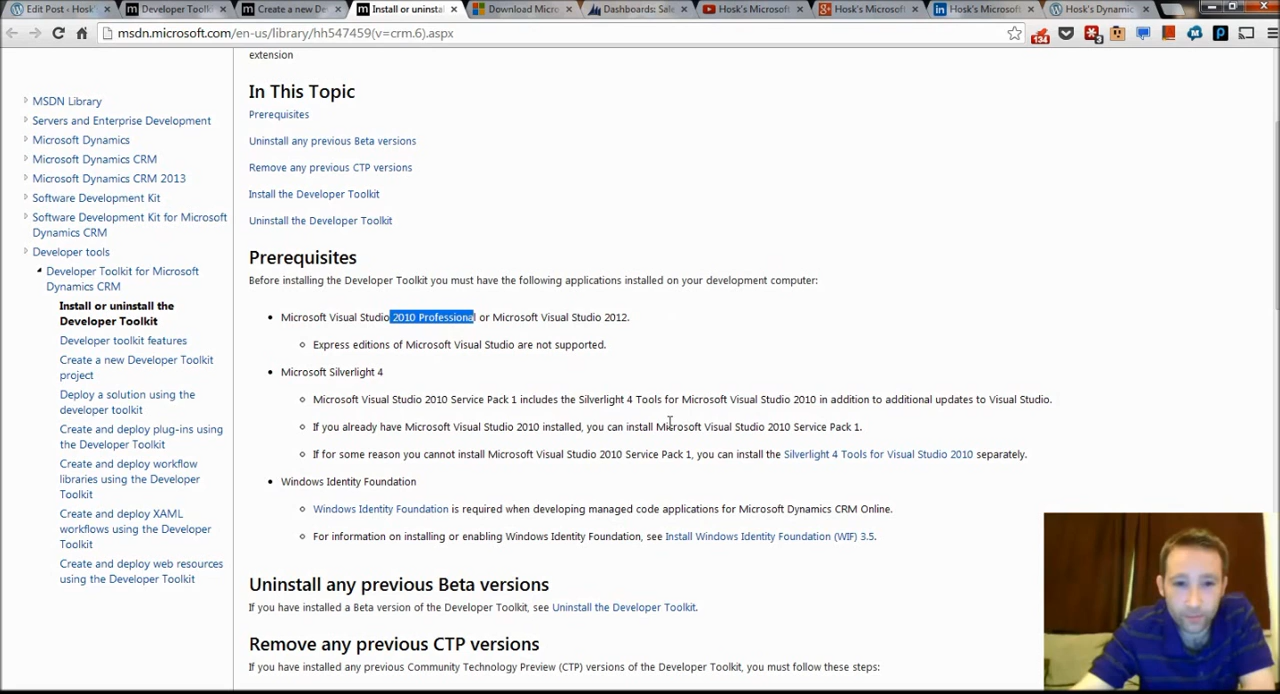 Edit Post ‹ Hosk's
Developer Toolk
Create a new De
Install or uninsta
Download Micro
Dashboards: Sale
Hosk's Microsoft
Hosk's Microsoft
Hosk's Microsoft
Hosk's Dynamic
msdn.microsoft.com/en-us/library/hh547459(v=crm.6).aspx
134
3
extension
MSDN Library
Servers and Enterprise Development
Microsoft Dynamics
Microsoft Dynamics CRM
Microsoft Dynamics CRM 2013
Software Development Kit
Software Development Kit for Microsoft
Dynamics CRM
Developer tools
Developer Toolkit for Microsoft
Dynamics CRM
Install or uninstall the
Developer Toolkit
Developer toolkit features
Create a new Developer Toolkit
project
Deploy a solution using the
developer toolkit
Create and deploy plug-ins using
the Developer Toolkit
Create and deploy workflow
libraries using the Developer
Toolkit
Create and deploy XAML
workflows using the Developer
Toolkit
Create and deploy web resources
using the Developer Toolkit
In This Topic
Prerequisites
Uninstall any previous Beta versions
Remove any previous CTP versions
Install the Developer Toolkit
Uninstall the Developer Toolkit
Prerequisites
Before installing the Developer Toolkit you must have the following applications installed on your development computer:
Microsoft Visual Studio 2010 Professional or Microsoft Visual Studio 2012.
Express editions of Microsoft Visual Studio are not supported.
Microsoft Silverlight 4
Microsoft Visual Studio 2010 Service Pack 1 includes the Silverlight 4 Tools for Microsoft Visual Studio 2010 in addition to additional updates to Visual Studio.
If you already have Microsoft Visual Studio 2010 installed, you can install Microsoft Visual Studio 2010 Service Pack 1.
If for some reason you cannot install Microsoft Visual Studio 2010 Service Pack 1, you can install the Silverlight 4 Tools for Visual Studio 2010 separately.
Windows Identity Foundation
Windows Identity Foundation is required when developing managed code applications for Microsoft Dynamics CRM Online.
For information on installing or enabling Windows Identity Foundation, see Install Windows Identity Foundation (WIF) 3.5.
Uninstall any previous Beta versions
If you have installed a Beta version of the Developer Toolkit, see Uninstall the Developer Toolkit.
Remove any previous CTP versions
If you have installed any previous Community Technology Preview (CTP) versions of the Developer Toolkit, you must follow these steps: